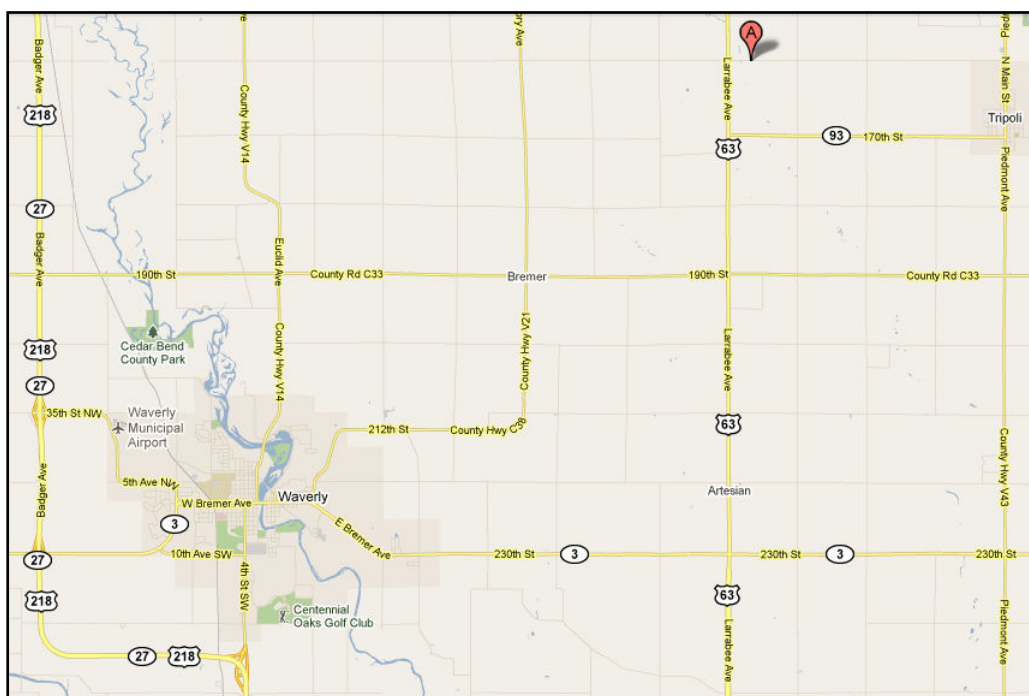 Badger Ave
218
County Hwy V14
ory Ave
A
Larrabee Ave
63
93
170th St
N Main St
Tripoli
Piedmont Ave
27
Badger Ave
Euclid Ave
190th St
County Rd C33
Bremer
190th St
County Rd C33
Cedar Bend
County Park
218
27
County Hwy V14
County Hwy V21
Larrabee Ave
35th St NW
Waverly
Municipal
Airport
212th St
County Hwy C38
63
County Hwy V43
Badger Ave
5th Ave NW
W Bremer Ave
Waverly
Artesian
3
E Bremer Ave
27
10th Ave SW
230th St
3
230th St
3
230th St
218
4th St SW
Centennial
Oaks Golf Club
63
Larrabee Ave
Piedmont Ave
27
218